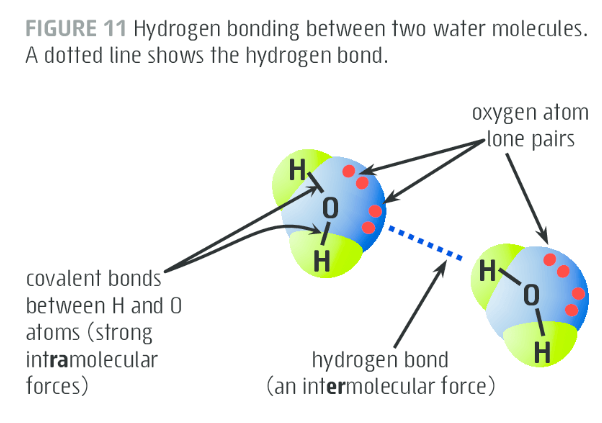 FIGURE 11 Hydrogen bonding between two water molecules.
A dotted line shows the hydrogen bond.
oxygen atom
lone pairs
H
O
H
H
O
H
covalent bonds
between H and O
atoms (strong
intramolecular
forces)
hydrogen bond
(an intermolecular force)